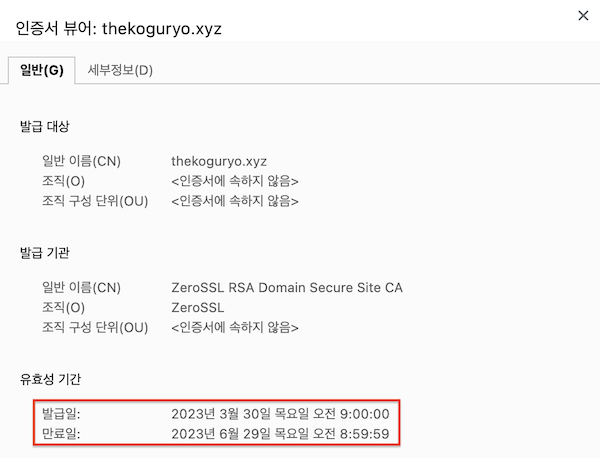 인증서 뷰어: thekoguryo.xyz
일반(G) 세부정보(D)
발급 대상
일반 이름(CN) thekoguryo.xyz
조직(O) <인증서에 속하지 않음>
조직 구성 단위(OU) <인증서에 속하지 않음>
발급 기관
일반 이름(CN) ZeroSSL RSA Domain Secure Site CA
조직(O) ZeroSSL
조직 구성 단위(OU) <인증서에 속하지 않음>
유효성 기간
발급일: 2023년 3월 30일 목요일 오전 9:00:00
만료일: 2023년 6월 29일 목요일 오전 8:59:59